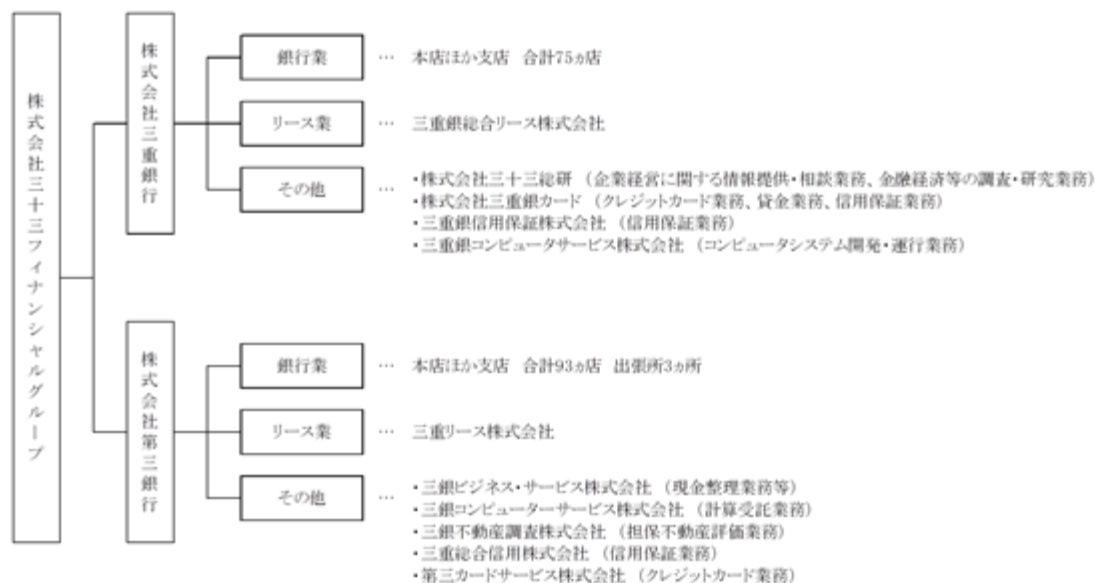 株式会社三十三フィナンシャルグループ
株式会社三重銀行
銀行業 … 本店ほか支店 合計75ヵ店
リース業 … 三重銀総合リース株式会社
その他 …
・株式会社三十三総研 (企業経営に関する情報提供・相談業務、金融経済等の調査・研究業務)
・株式会社三重銀カード (クレジットカード業務、貸金業務、信用保証業務)
・三重銀信用保証株式会社 (信用保証業務)
・三重銀コンピュータサービス株式会社 (コンピュータシステム開発・運行業務)
株式会社第三銀行
銀行業 … 本店ほか支店 合計93ヵ店 出張所3ヵ所
リース業 … 三重リース株式会社
その他 …
・三銀ビジネス・サービス株式会社 (現金整理業務等)
・三銀コンピューターサービス株式会社 (計算受託業務)
・三銀不動産調査株式会社 (担保不動産評価業務)
・三重総合信用株式会社 (信用保証業務)
・第三カードサービス株式会社 (クレジットカード業務)